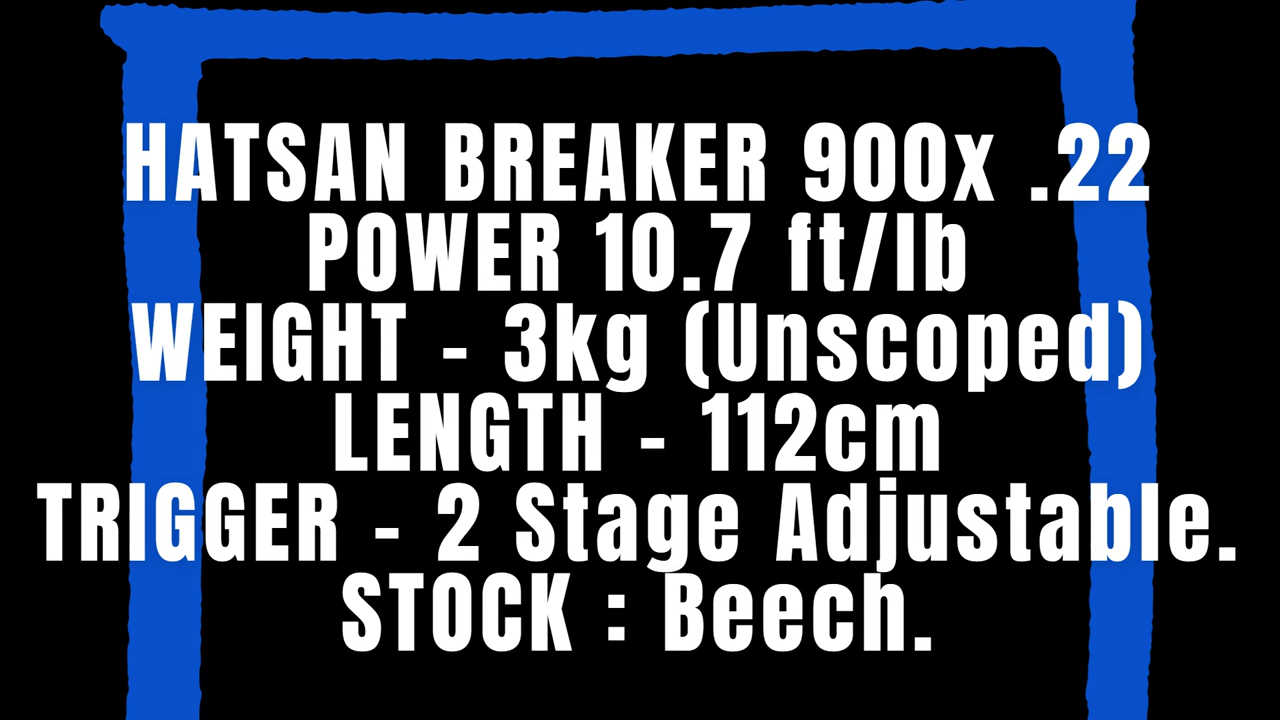 HATSAN BREAKER 900x .22
POWER 10.7 ft/lb
WEIGHT - 3kg (Unscoped)
LENGTH - 112cm
TRIGGER - 2 Stage Adjustable.
STOCK : Beech.